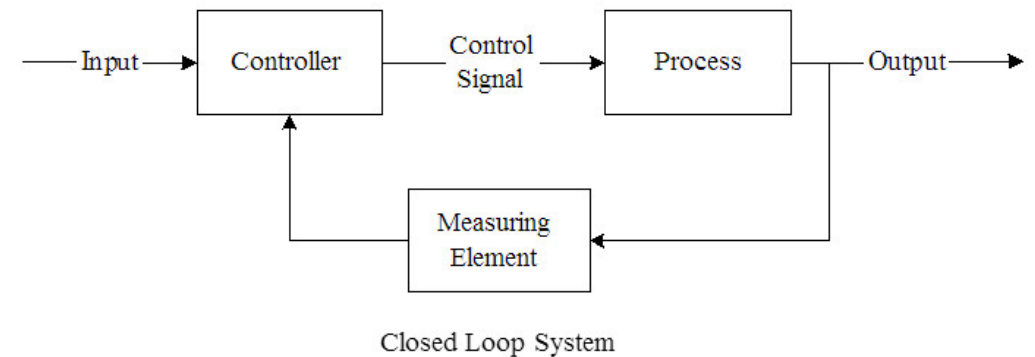 Input
Controller
Control
Signal
Process
Output
Measuring
Element
Closed Loop System